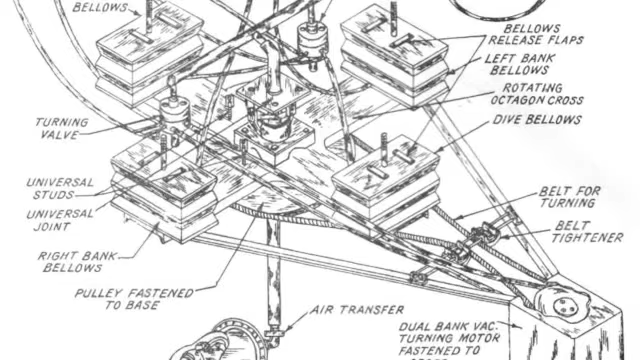 BELLOWS
BELLOWS
RELEASE FLAPS
LEFT BANK
BELLOWS
ROTATING
OCTAGON CROSS
DIVE BELLOWS
TURNING
VALVE
UNIVERSAL
STUDS
UNIVERSAL
JOINT
RIGHT BANK
BELLOWS
BELT FOR
TURNING
BELT
TIGHTENER
PULLEY FASTENED
TO BASE
AIR TRANSFER
DUAL BANK VAC.
TURNING MOTOR
FASTENED TO